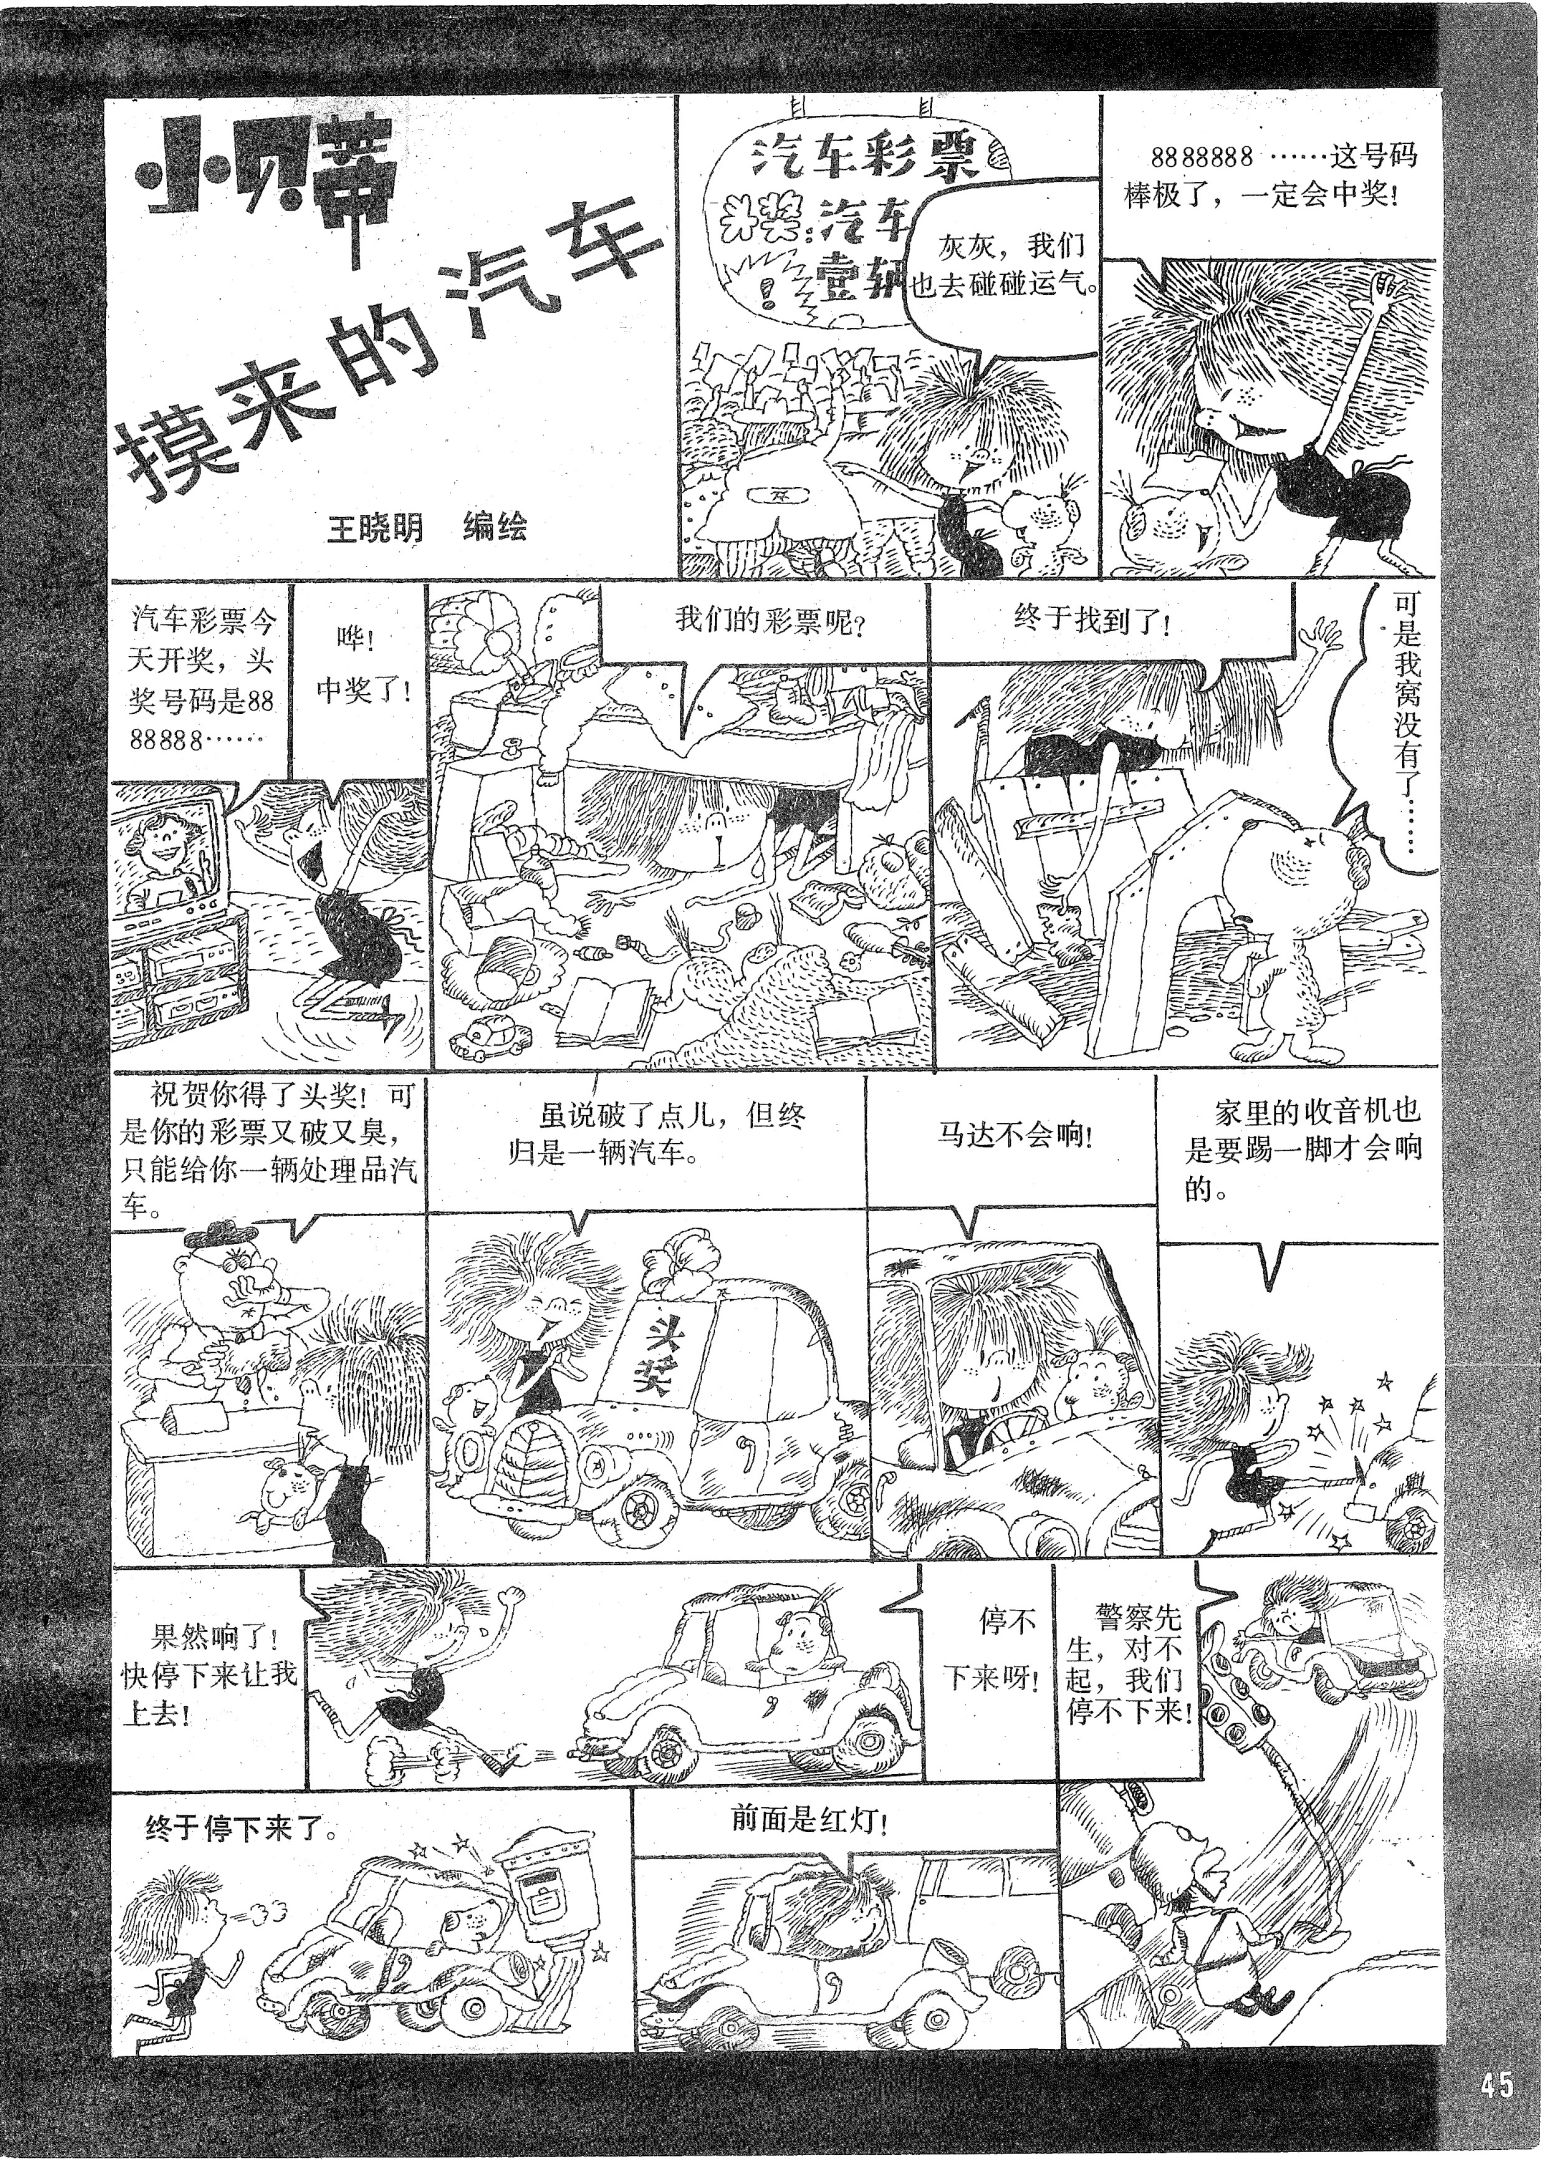 小贝蒂
摸来的汽车
王晓明 编绘
汽车彩票
头奖:汽车
壹辆
!
灰灰，我们
也去碰碰运气。
8888888……这号码
棒极了，一定会中奖！
汽车彩票今
天开奖，头
奖号码是88
88888……
哗！
中奖了！
我们的彩票呢？
终于找到了！
可是我窝没有了……
祝贺你得了头奖！可
是你的彩票又破又臭，
只能给你一辆处理品汽
车。
虽说破了点儿，但终
归是一辆汽车。
头奖
马达不会响！
家里的收音机也
是要踢一脚才会响
的。
果然响了！
快停下来让我
上去！
停不
下来呀！
终于停下来了。
前面是红灯！
警察先
生，对不
起，我们
停不下来！
45